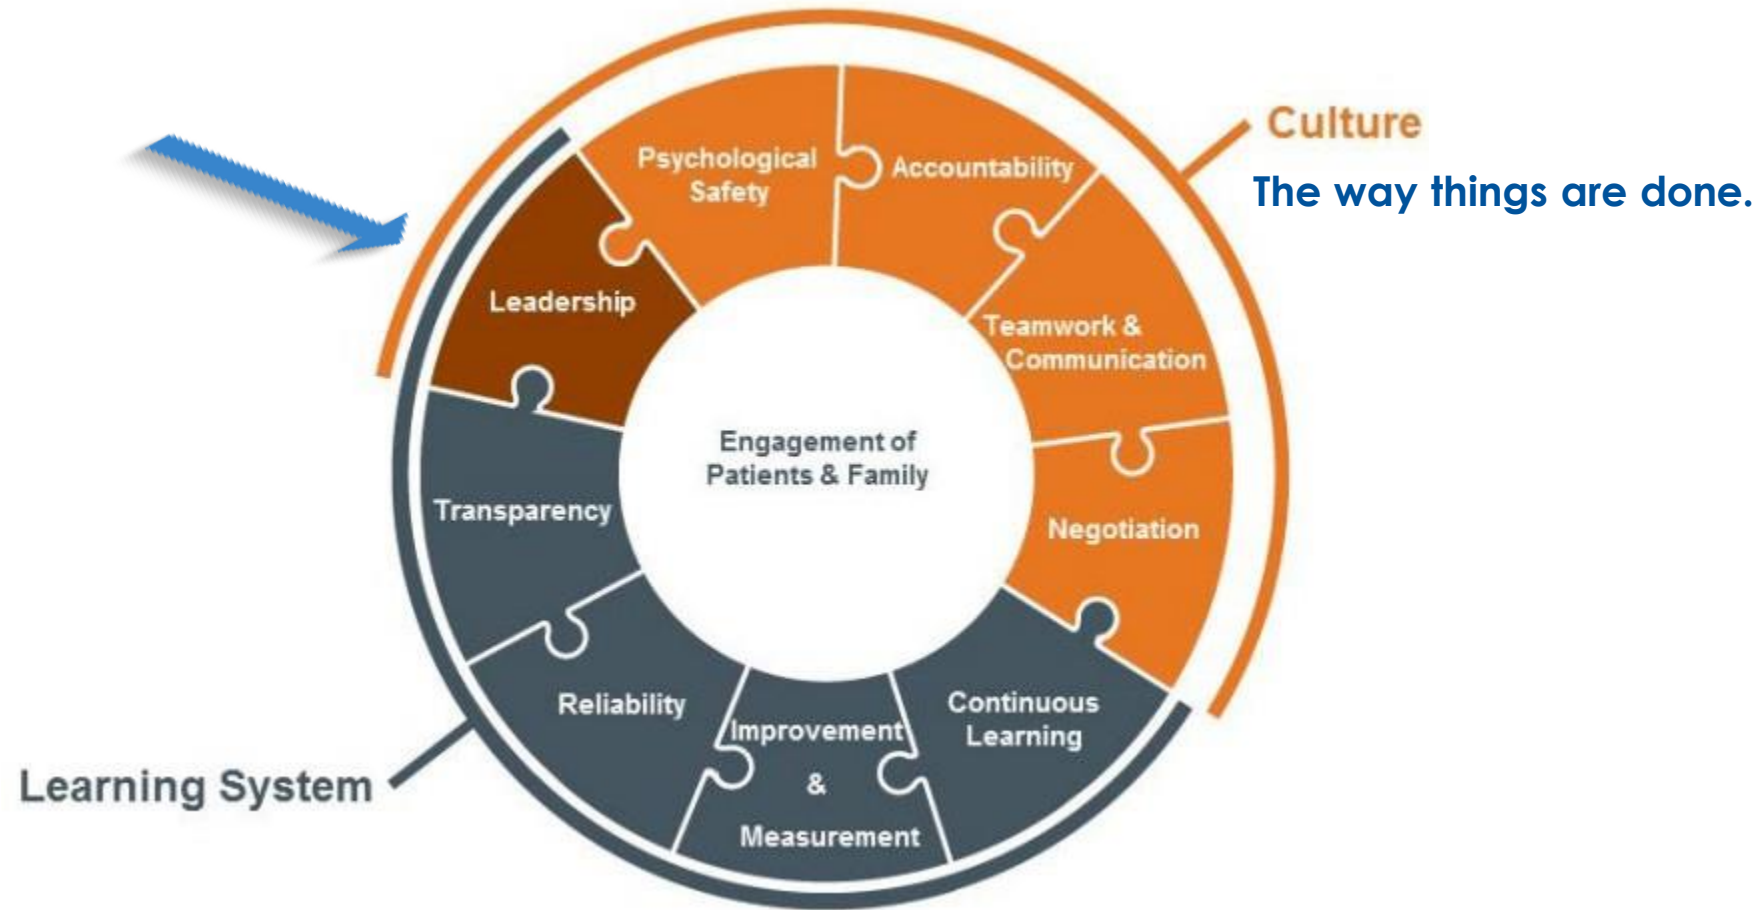 Culture
The way things are done.
Psychological
Safety
Accountability
Teamwork &
Communication
Leadership
Engagement of
Patients & Family
Transparency
Negotiation
Reliability
Improvement
&
Measurement
Continuous
Learning
Learning System